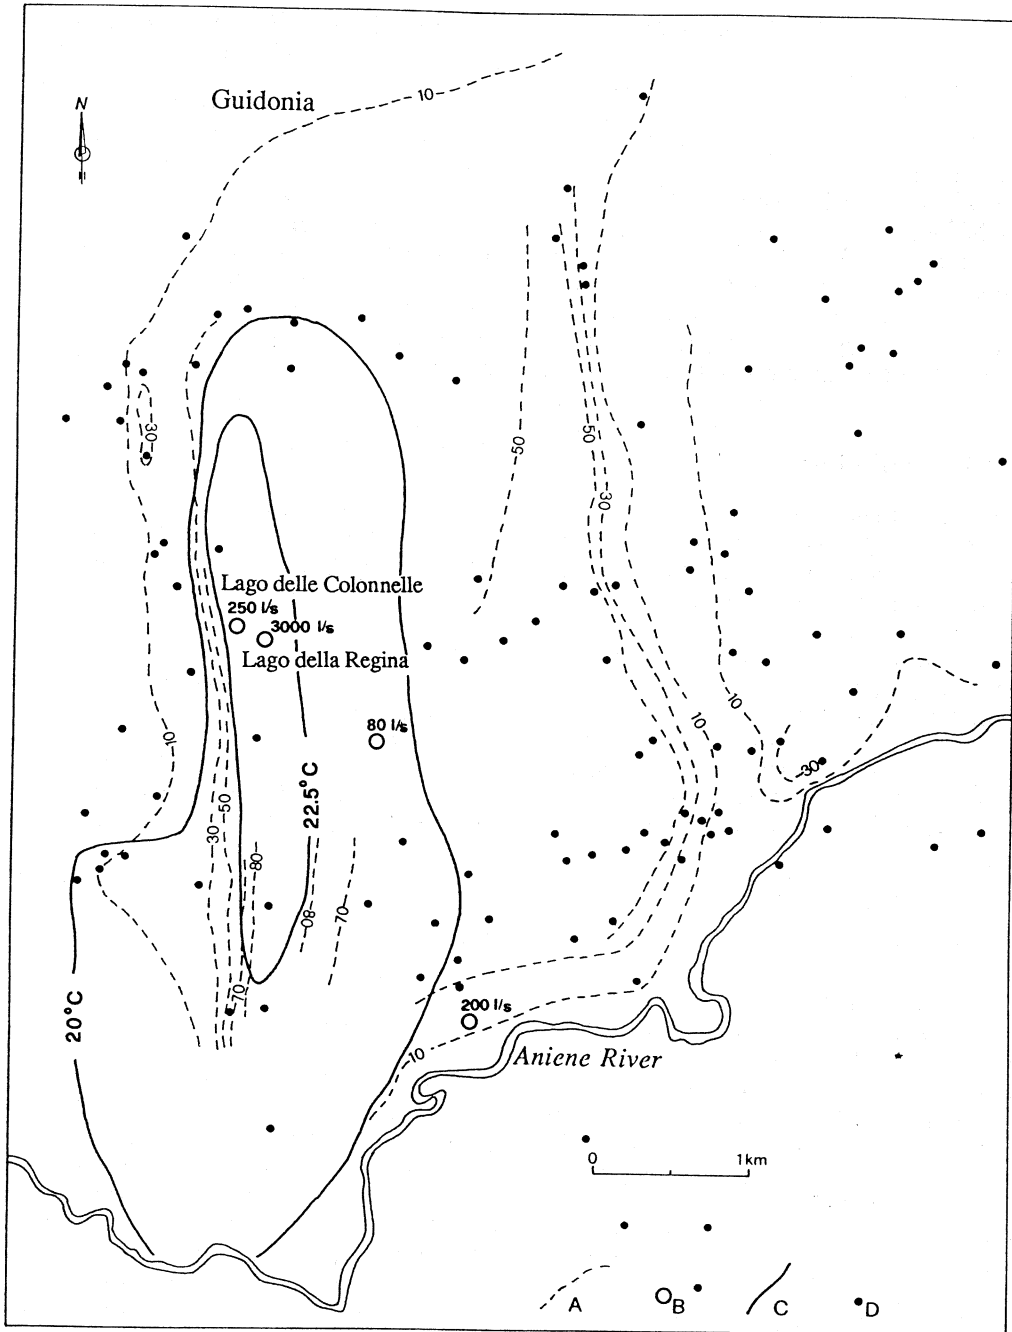 N
Guidonia
10
30
50
50
30
Lago delle Colonnelle
250 l/s
3000 l/s
Lago della Regina
80 l/s
10
10
10
30
22.5°C
50
30
80
80
70
70
20°C
200 l/s
10
Aniene River
0 1km
A B C D